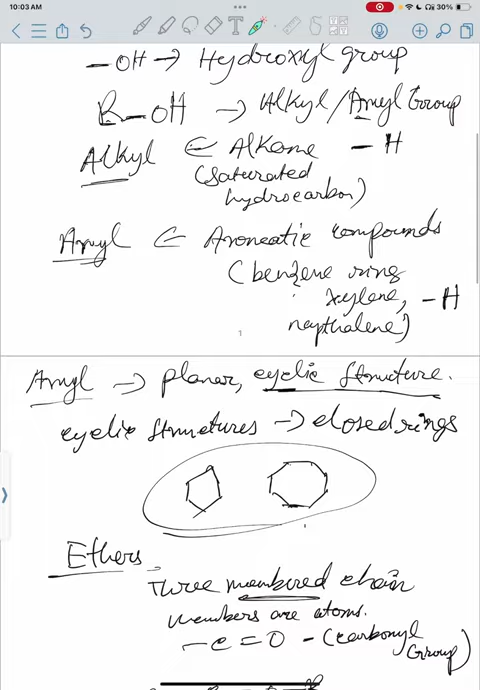 10:03 AM
30%
-OH → Hydroxyl group
R-OH → Alkyl/Aryl Group
Alkyl ∈ Alkane -H
(saturated
hydrocarbon)
Aryl ∈ Aromatic compounds
(benzene ring
xylene, -H
napthalene)
1
Aryl → planar, cyclic structure.
cyclic structures → closed rings
Ethers
Three membered chain
members are atoms.
-C=O - (carbonyl
Group)